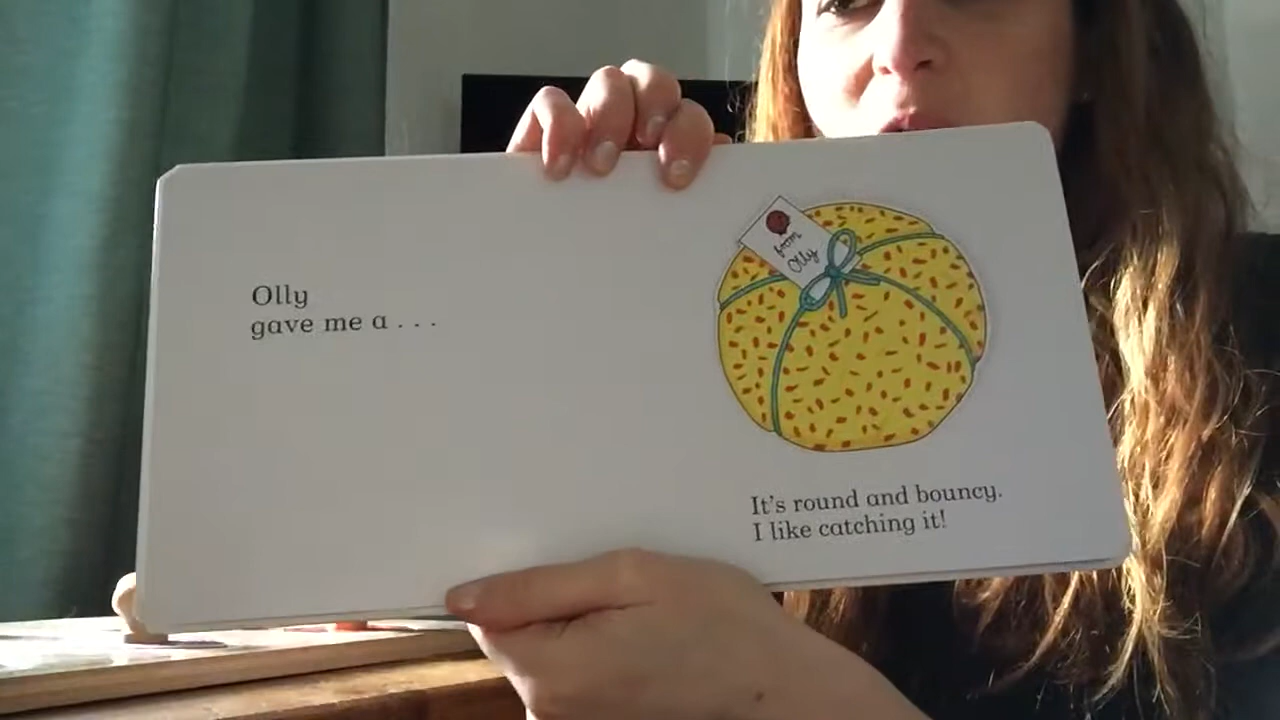 Olly
gave me a . . .
from
Olly
It's round and bouncy.
I like catching it!